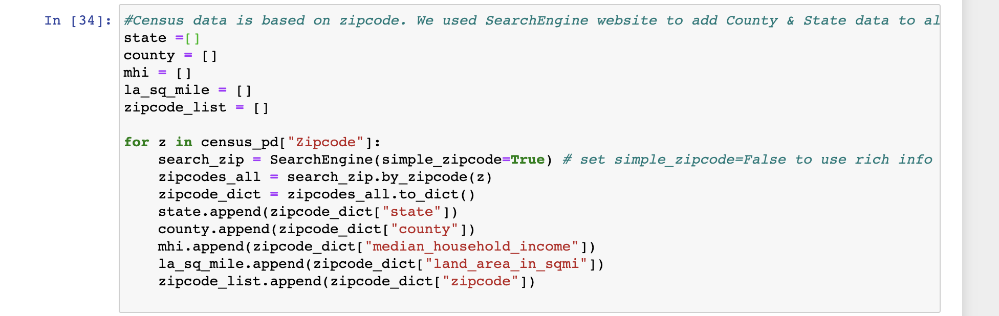 In [34]: #Census data is based on zipcode. We used SearchEngine website to add County & State data to al
state =[]
county = []
mhi = []
la_sq_mile = []
zipcode_list = []
for z in census_pd["Zipcode"]:
    search_zip = SearchEngine(simple_zipcode=True) # set simple_zipcode=False to use rich info
    zipcodes_all = search_zip.by_zipcode(z)
    zipcode_dict = zipcodes_all.to_dict()
    state.append(zipcode_dict["state"])
    county.append(zipcode_dict["county"])
    mhi.append(zipcode_dict["median_household_income"])
    la_sq_mile.append(zipcode_dict["land_area_in_sqmi"])
    zipcode_list.append(zipcode_dict["zipcode"])